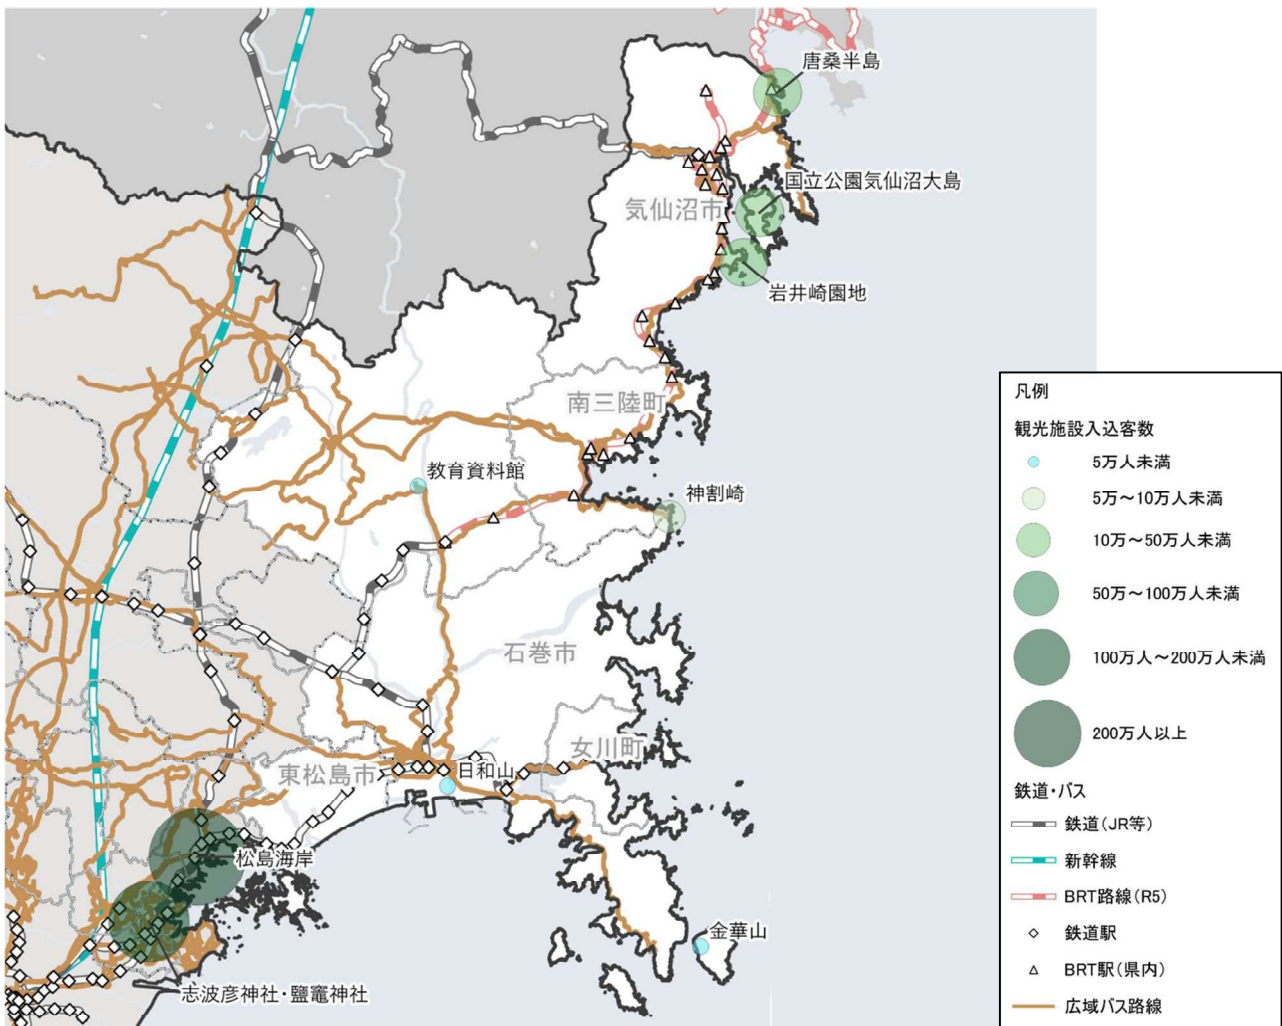 唐桑半島
国立公園気仙沼大島
気仙沼市
岩井崎園地
南三陸町
教育資料館
神割崎
石巻市
女川町
東松島市
日和山
松島海岸
金華山
志波彦神社・鹽竈神社
凡例
観光施設入込客数
5万人未満
5万～10万人未満
10万～50万人未満
50万～100万人未満
100万人～200万人未満
200万人以上
鉄道・バス
鉄道(JR等)
新幹線
BRT路線(R5)
鉄道駅
BRT駅(県内)
広域バス路線